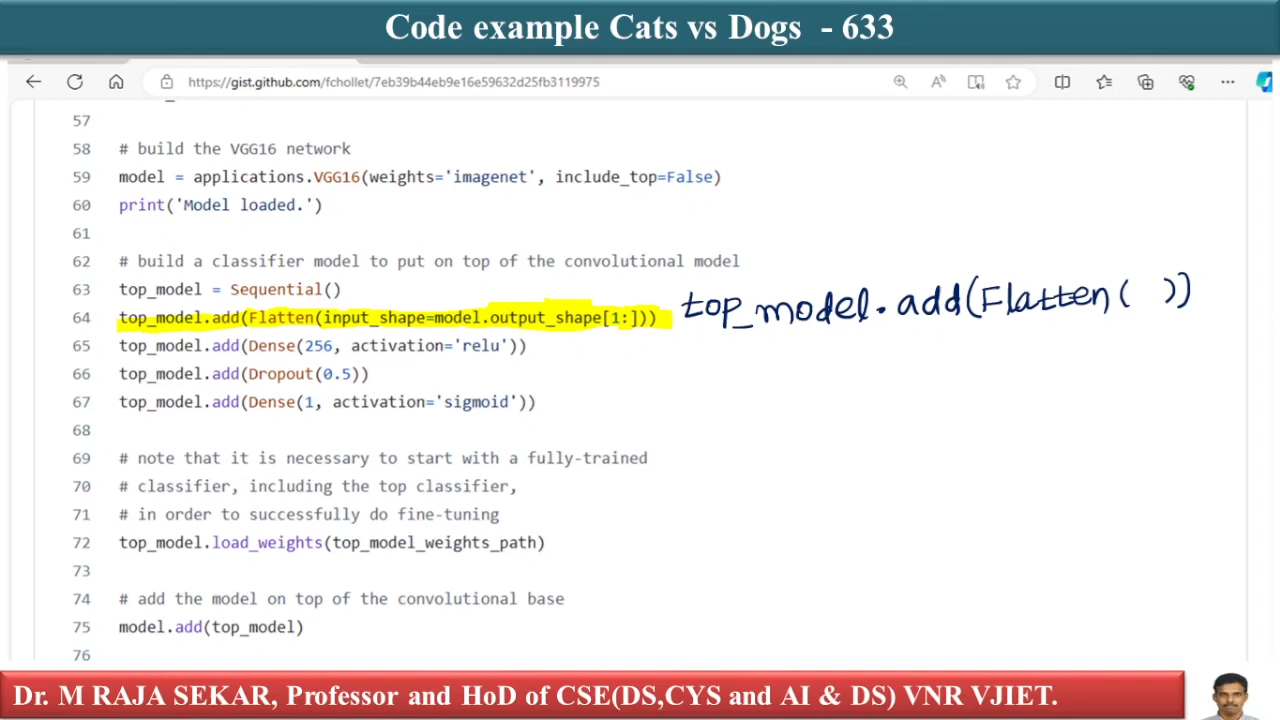 Code example Cats vs Dogs - 633
https://gist.github.com/fchollet/7eb39b44eb9e16e59632d25fb3119975
57
58 # build the VGG16 network
59 model = applications.VGG16(weights='imagenet', include_top=False)
60 print('Model loaded.')
61
62 # build a classifier model to put on top of the convolutional model
63 top_model = Sequential()
64 top_model.add(Flatten(input_shape=model.output_shape[1:])) top_model.add(Flatten( ))
65 top_model.add(Dense(256, activation='relu'))
66 top_model.add(Dropout(0.5))
67 top_model.add(Dense(1, activation='sigmoid'))
68
69 # note that it is necessary to start with a fully-trained
70 # classifier, including the top classifier,
71 # in order to successfully do fine-tuning
72 top_model.load_weights(top_model_weights_path)
73
74 # add the model on top of the convolutional base
75 model.add(top_model)
76
Dr. M RAJA SEKAR, Professor and HoD of CSE(DS,CYS and AI & DS) VNR VJIET.